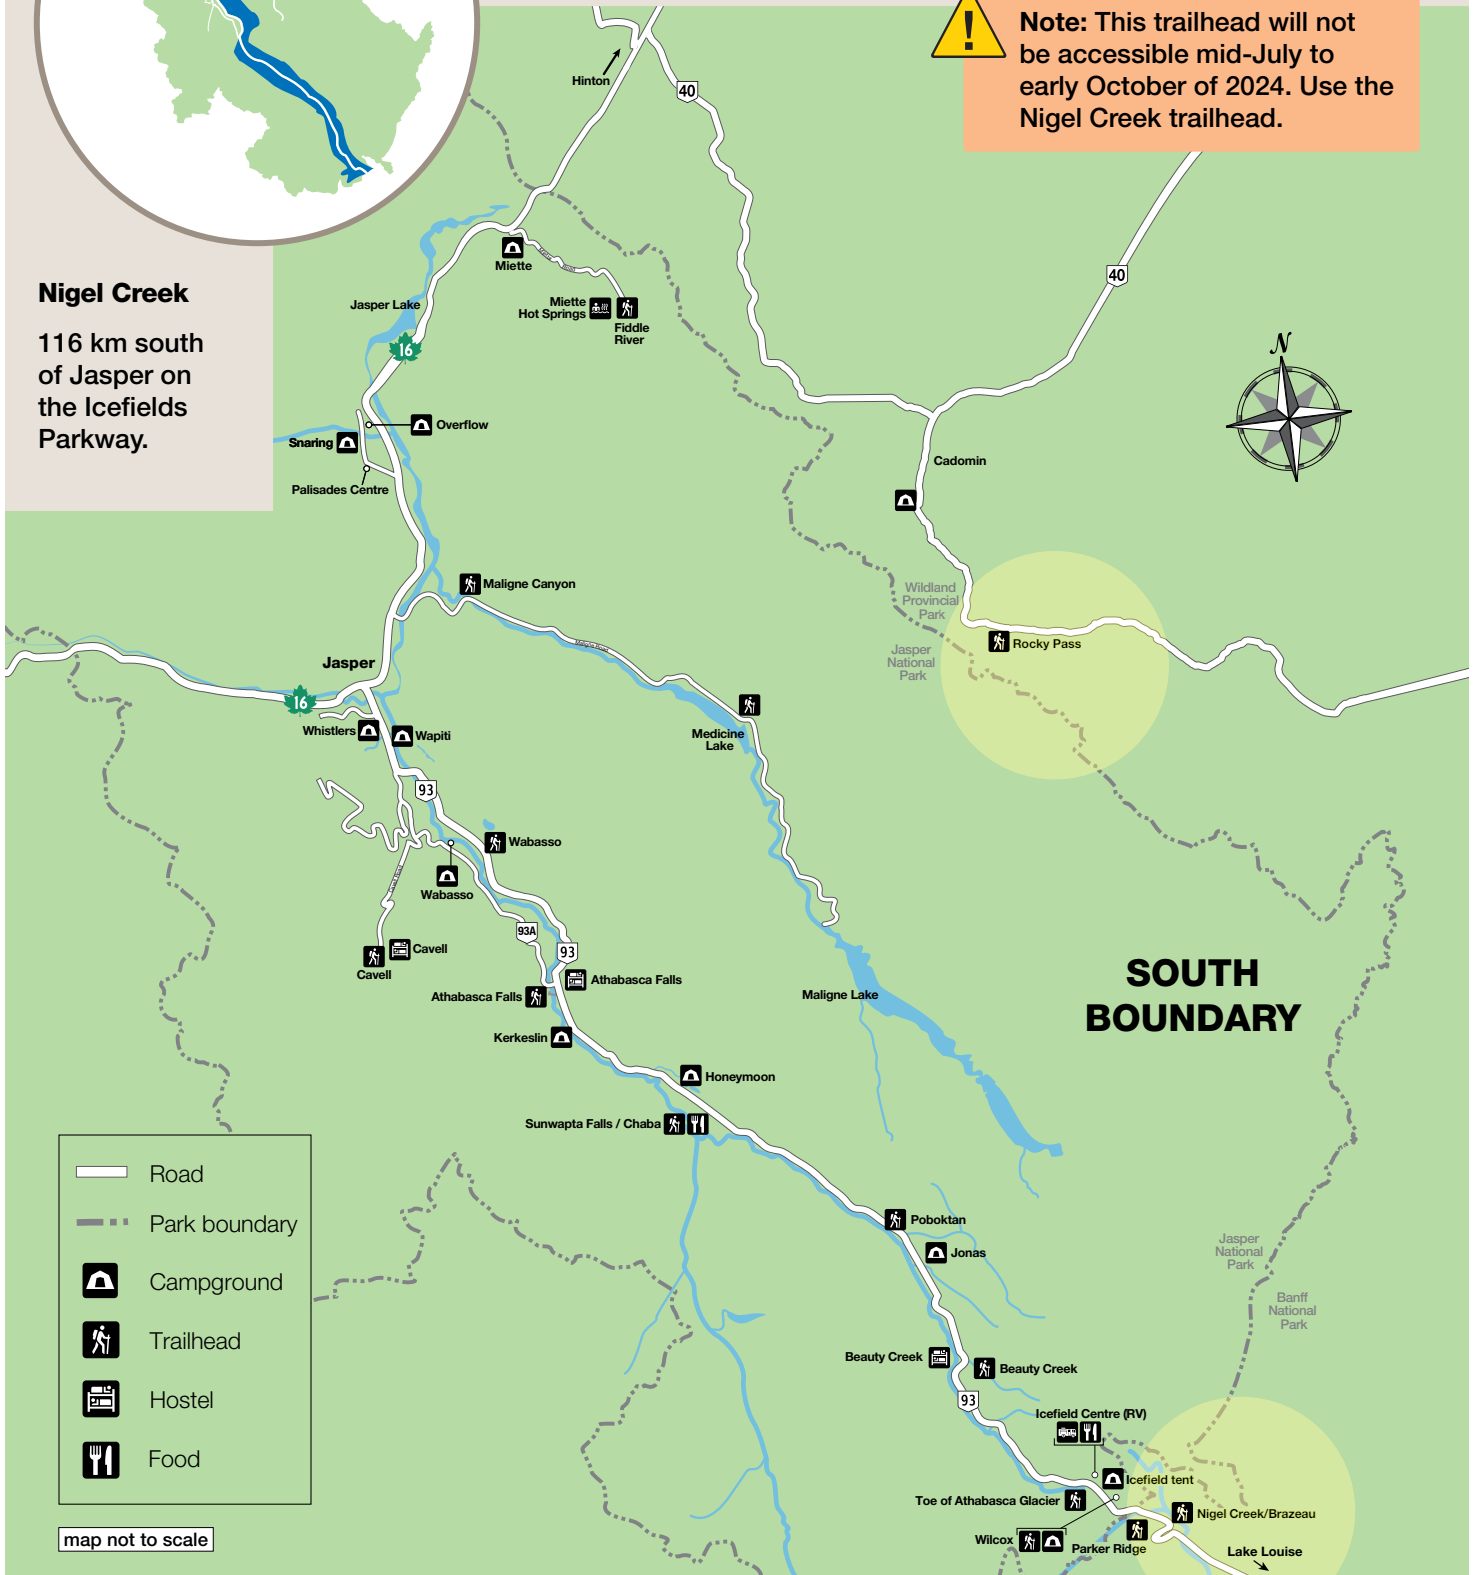 Note: This trailhead will not
be accessible mid-July to
early October of 2024. Use the
Nigel Creek trailhead.
Nigel Creek
116 km south
of Jasper on
the Icefields
Parkway.
Hinton
40
40
N
Miette
Miette Road
Miette
Hot Springs
Fiddle
River
Jasper Lake
16
Overflow
Snaring
Palisades Centre
Cadomin
Maligne Canyon
Maligne Road
Wildland
Provincial
Park
Jasper
National
Park
Rocky Pass
Jasper
16
Whistlers
Wapiti
Medicine
Lake
93
Wabasso
Wabasso
93A
93
Cavell
Cavell
Athabasca Falls
Athabasca Falls
Kerkeslin
Maligne Lake
SOUTH
BOUNDARY
Honeymoon
Sunwapta Falls / Chaba
Poboktan
Jonas
Jasper
National
Park
Banff
National
Park
Beauty Creek
Beauty Creek
93
Icefield Centre (RV)
Icefield tent
Toe of Athabasca Glacier
Nigel Creek/Brazeau
Wilcox
Parker Ridge
Lake Louise
Road
Park boundary
Campground
Trailhead
Hostel
Food
map not to scale